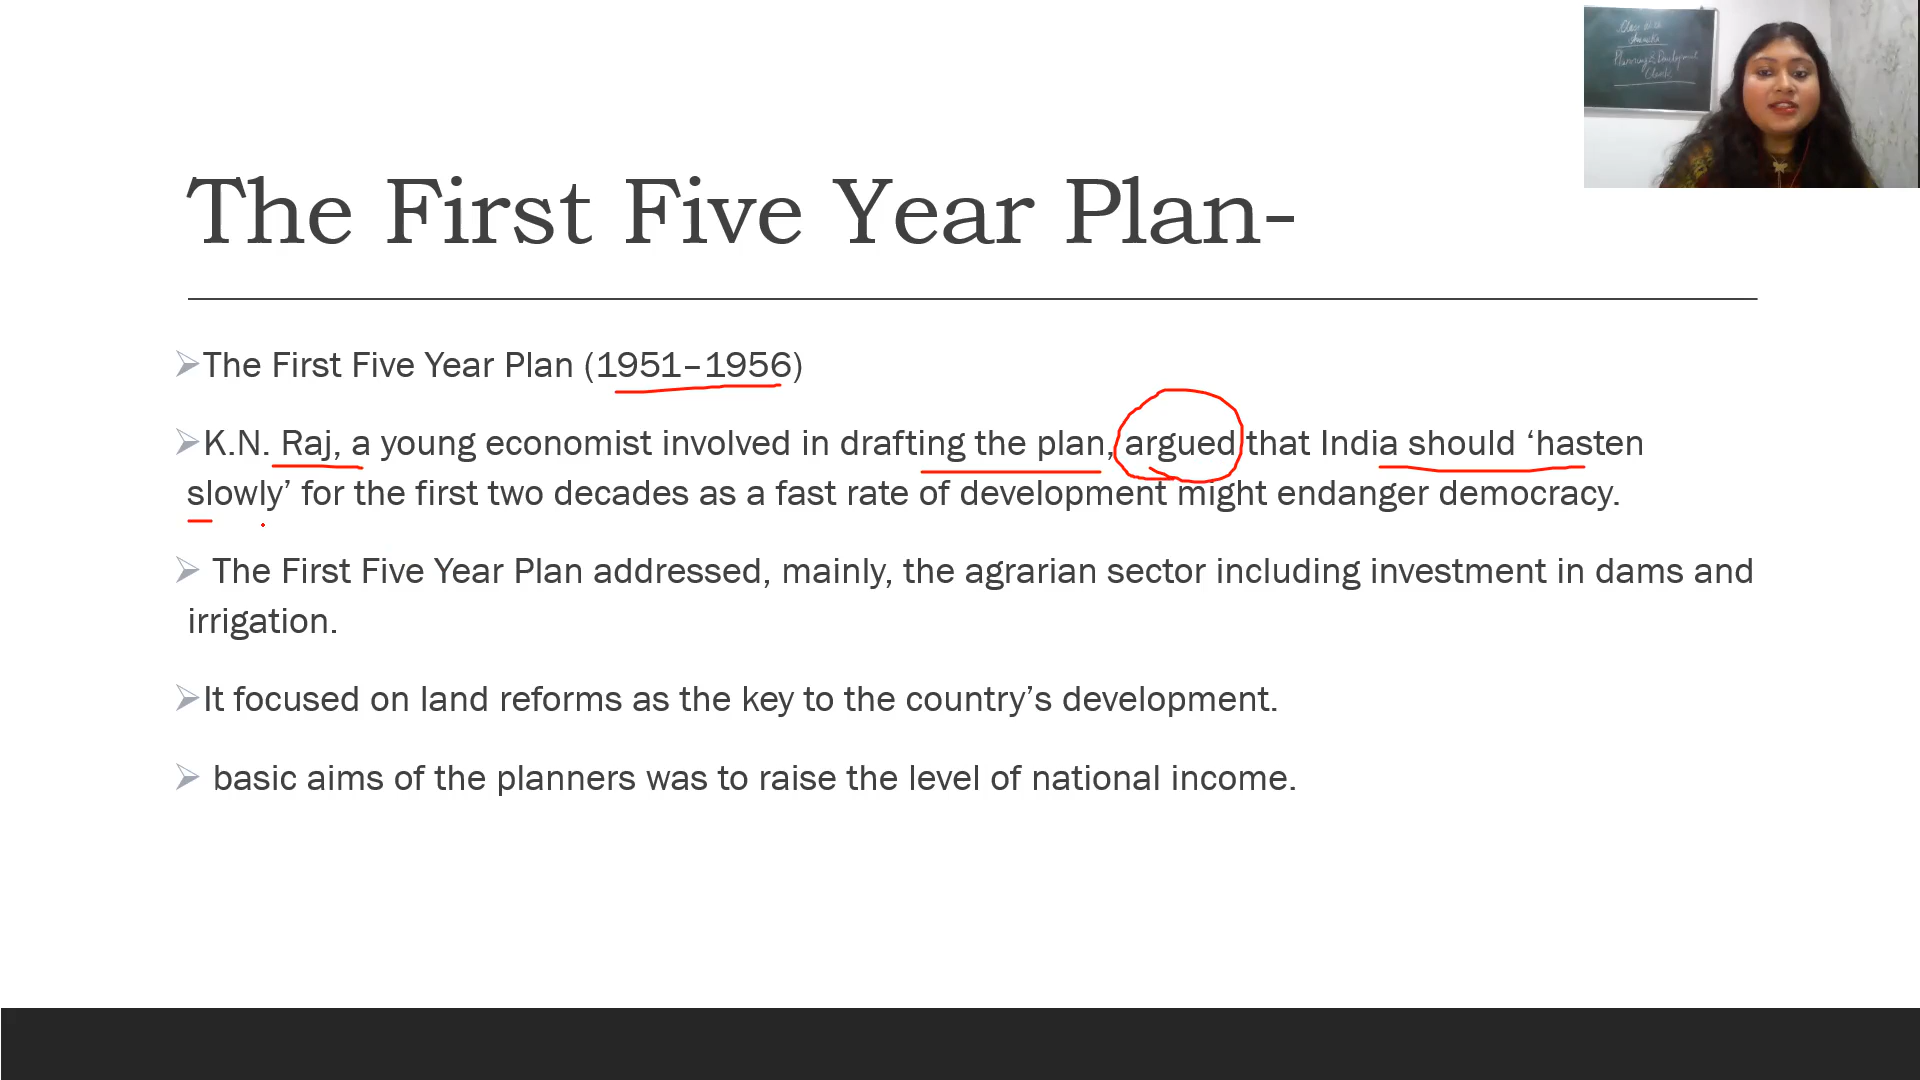 The First Five Year Plan-
The First Five Year Plan (1951–1956)
K.N. Raj, a young economist involved in drafting the plan, argued that India should ‘hasten
slowly’ for the first two decades as a fast rate of development might endanger democracy.
The First Five Year Plan addressed, mainly, the agrarian sector including investment in dams and
irrigation.
It focused on land reforms as the key to the country’s development.
basic aims of the planners was to raise the level of national income.